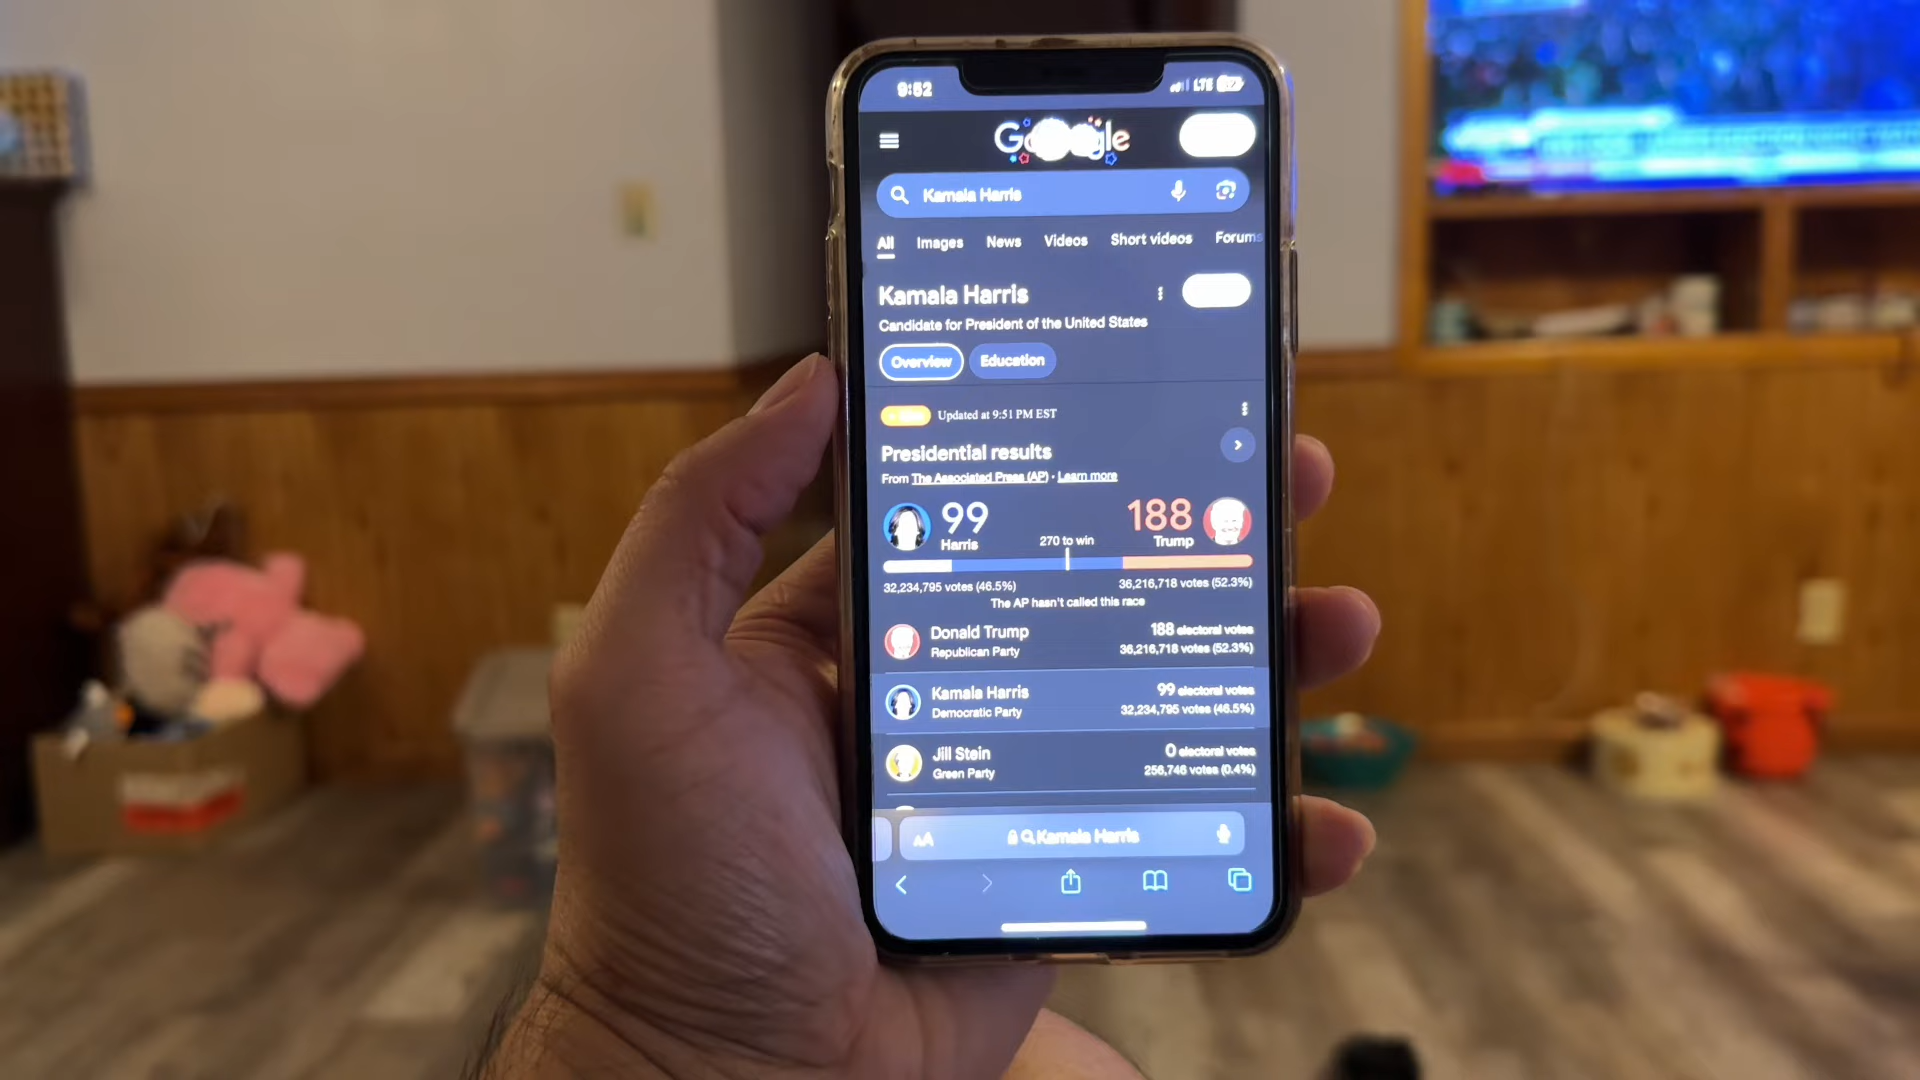 9:52 LTE
Google
Kamala Harris
All Images News Videos Short videos Forums
Kamala Harris
Candidate for President of the United States
Overview Education
Updated at 9:51 PM EST
Presidential results
From The Associated Press (AP) · Learn more
99 188
Harris 270 to win Trump
32,234,795 votes (46.5%) 36,216,718 votes (52.3%)
The AP hasn't called this race
Donald Trump 188 electoral votes
Republican Party 36,216,718 votes (52.3%)
Kamala Harris 99 electoral votes
Democratic Party 32,234,795 votes (46.5%)
Jill Stein 0 electoral votes
Green Party 256,746 votes (0.4%)
AA Kamala Harris